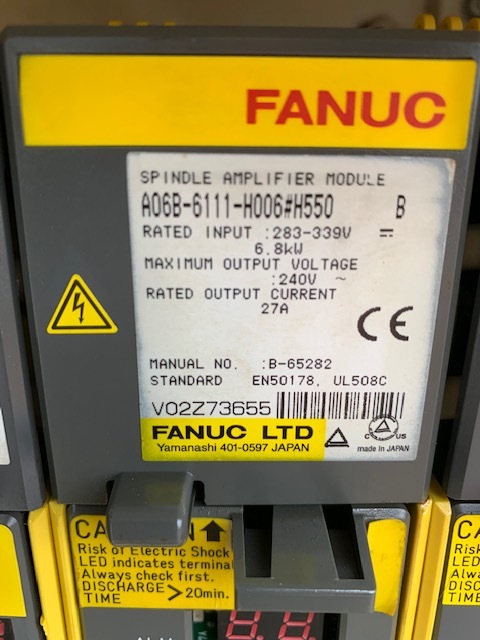 FANUC
SPINDLE AMPLIFIER MODULE
A06B-6111-H006#H550 B
RATED INPUT :283-339V ⎓
6.8kW
MAXIMUM OUTPUT VOLTAGE
:240V ~
RATED OUTPUT CURRENT
27A
CE
MANUAL NO. :B-65282
STANDARD EN50178, UL508C
V02Z73655
FANUC LTD
Yamanashi 401-0597 JAPAN
C US
made in JAPAN
Risk of Electric Shock
LED indicates terminal
Always check first.
DISCHARGE > 20min.
TIME